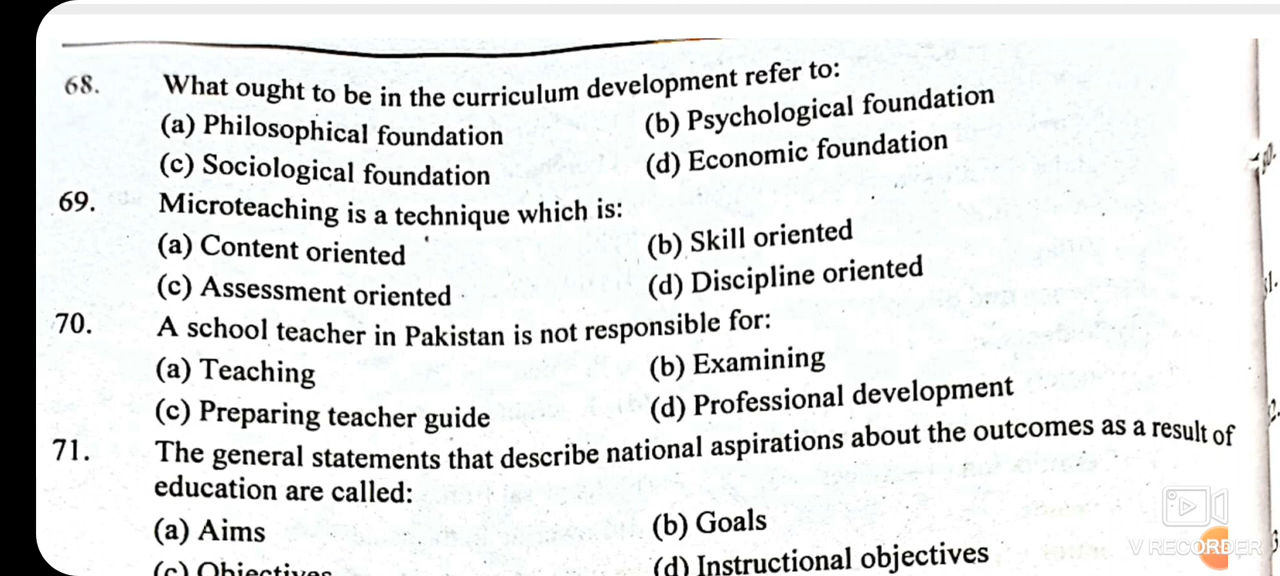 68. What ought to be in the curriculum development refer to:
(a) Philosophical foundation (b) Psychological foundation
(c) Sociological foundation (d) Economic foundation
69. Microteaching is a technique which is:
(a) Content oriented (b) Skill oriented
(c) Assessment oriented (d) Discipline oriented
70. A school teacher in Pakistan is not responsible for:
(a) Teaching (b) Examining
(c) Preparing teacher guide (d) Professional development
71. The general statements that describe national aspirations about the outcomes as a result of
education are called:
(a) Aims (b) Goals
(c) Objectives (d) Instructional objectives
V RECORDER